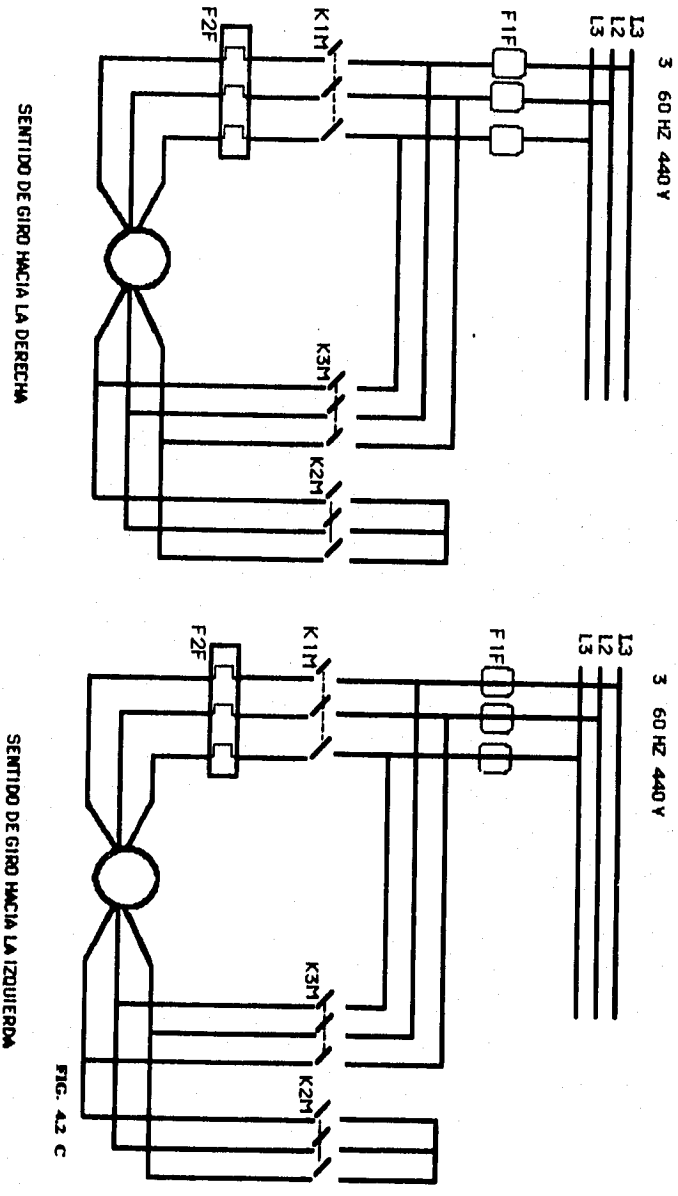 3 60 HZ 440 V
L3
L2
L3
F1F
K1M
F2F
K3M
K2M
SENTIDO DE GIRO HACIA LA DERECHA
3 60 HZ 440 V
L3
L2
L3
F1F
K1M
F2F
K3M
K2M
SENTIDO DE GIRO HACIA LA IZQUIERDA
FIG. 4.2 C